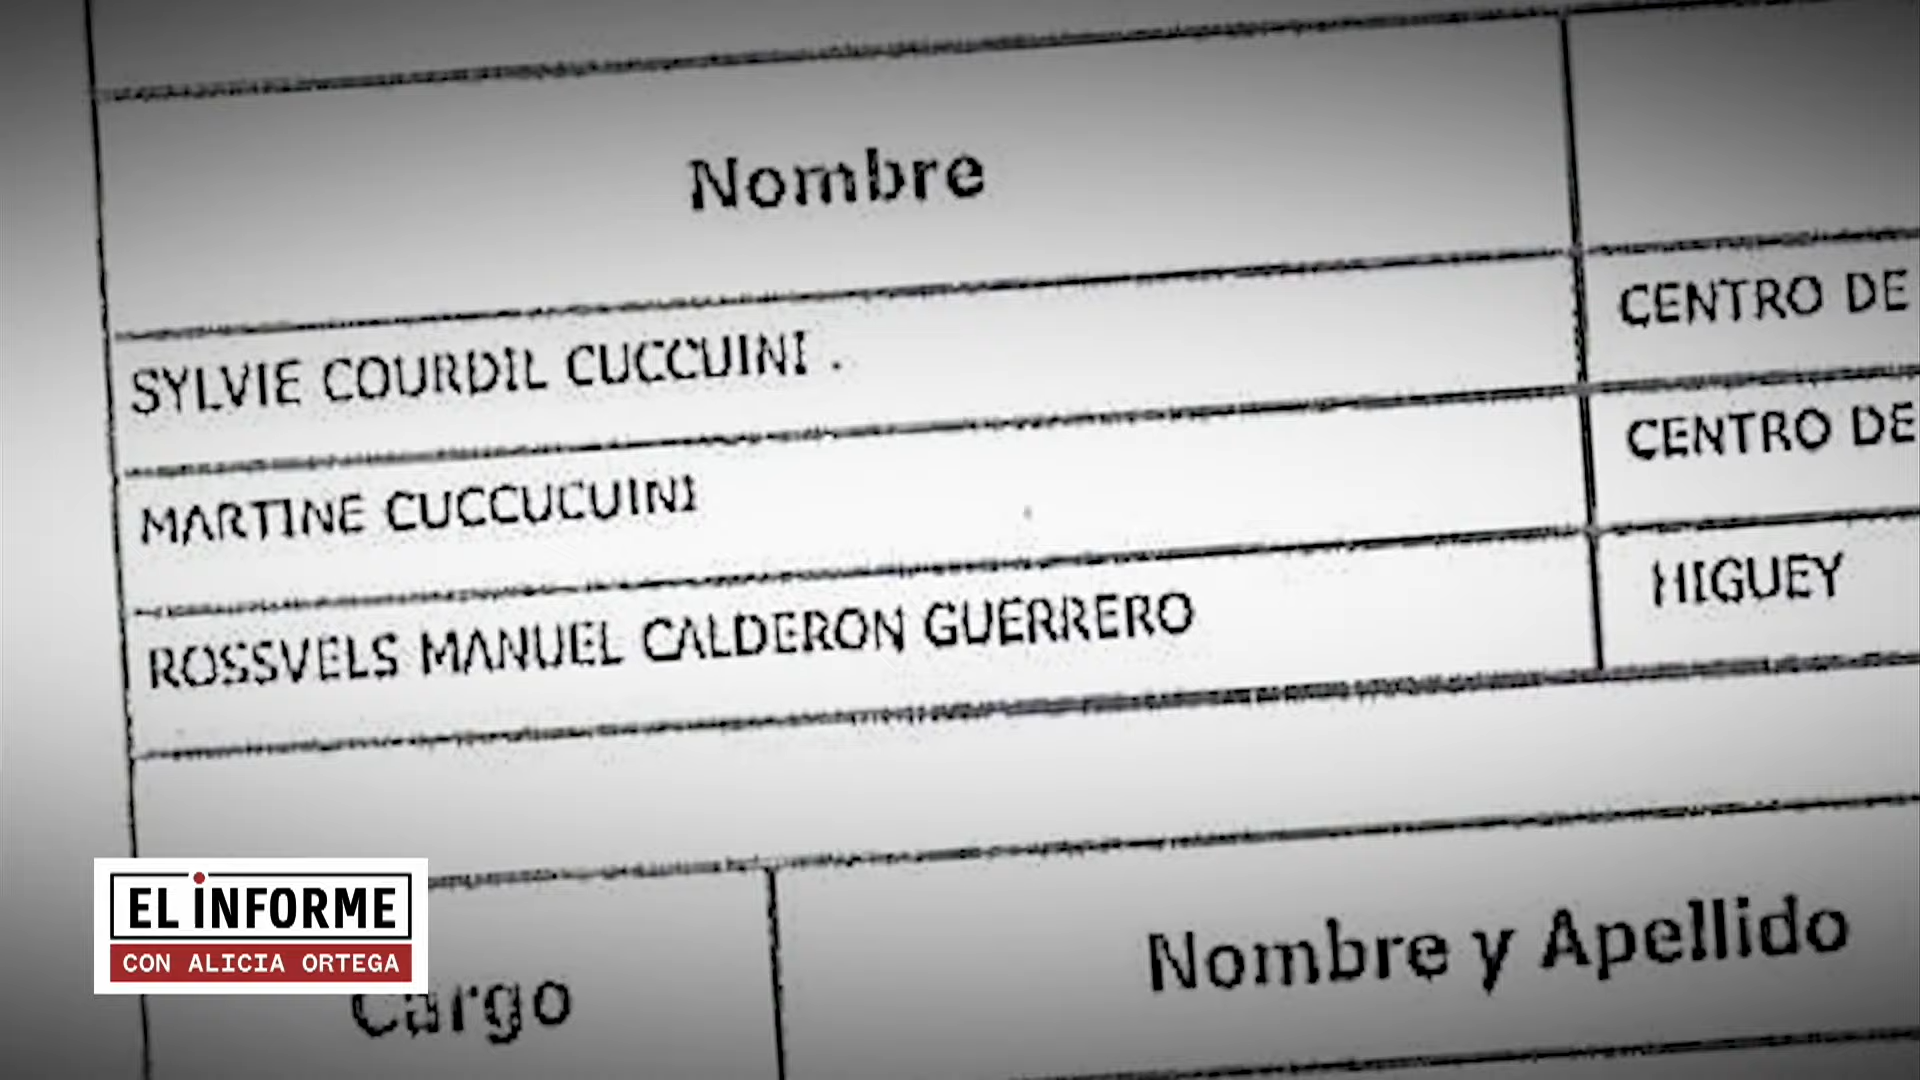 Nombre
SYLVIE COURDIL CUCCUINI . CENTRO DE
MARTINE CUCCUCUINI CENTRO DE
ROSSVELS MANUEL CALDERON GUERRERO HIGUEY
Cargo Nombre y Apellido
EL INFORME
CON ALICIA ORTEGA